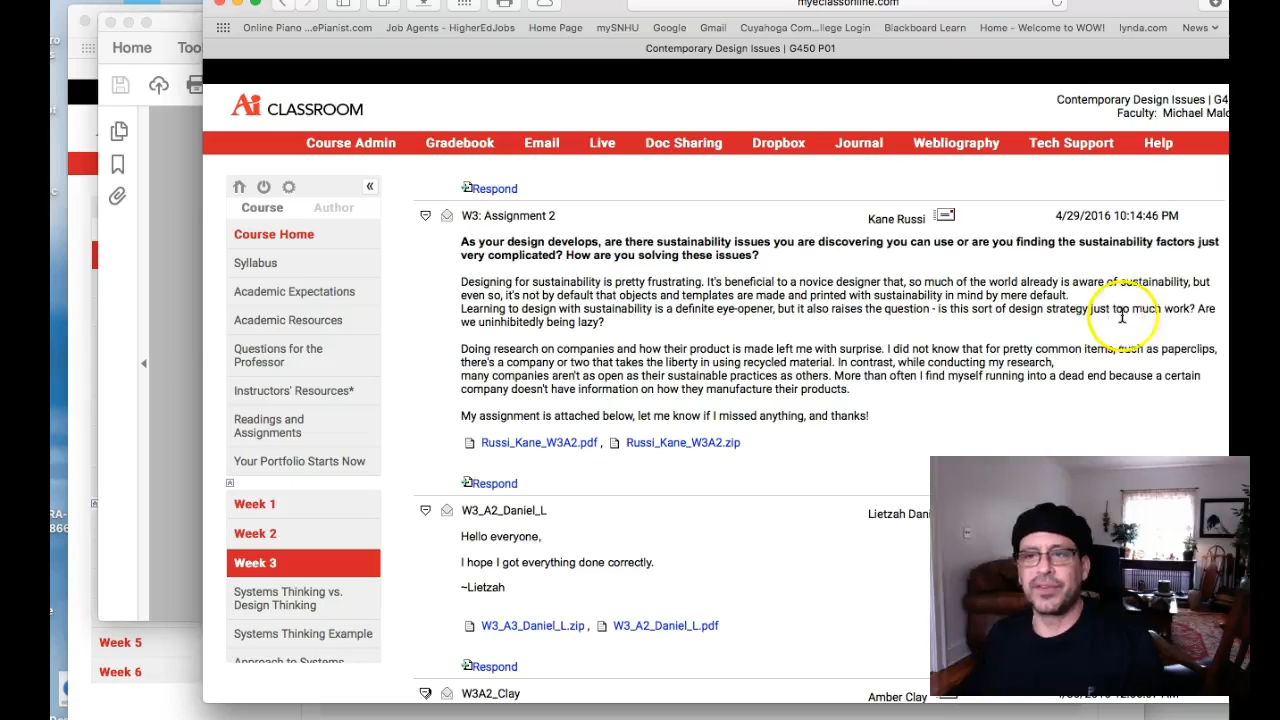 myeclassonline.com
Online Piano ...ePianist.com Job Agents - HigherEdJobs Home Page mySNHU Google Gmail Cuyahoga Com...llege Login Blackboard Learn Home - Welcome to WOW! lynda.com News
Contemporary Design Issues | G450 P01
Home Too
Ai CLASSROOM
Contemporary Design Issues | G4
Faculty: Michael Malo
Course Admin Gradebook Email Live Doc Sharing Dropbox Journal Webliography Tech Support Help
«
Course Author
Course Home
Syllabus
Academic Expectations
Academic Resources
Questions for the
Professor
Instructors' Resources*
Readings and
Assignments
Your Portfolio Starts Now
Week 1
Week 2
Week 3
Systems Thinking vs.
Design Thinking
Systems Thinking Example
Approach to Systems
Week 5
Week 6
Respond
W3: Assignment 2 Kane Russi 4/29/2016 10:14:46 PM
As your design develops, are there sustainability issues you are discovering you can use or are you finding the sustainability factors just
very complicated? How are you solving these issues?
Designing for sustainability is pretty frustrating. It's beneficial to a novice designer that, so much of the world already is aware of sustainability, but
even so, it's not by default that objects and templates are made and printed with sustainability in mind by mere default.
Learning to design with sustainability is a definite eye-opener, but it also raises the question - is this sort of design strategy just too much work? Are
we uninhibitedly being lazy?
Doing research on companies and how their product is made left me with surprise. I did not know that for pretty common items, such as paperclips,
there's a company or two that takes the liberty in using recycled material. In contrast, while conducting my research,
many companies aren't as open as their sustainable practices as others. More than often I find myself running into a dead end because a certain
company doesn't have information on how they manufacture their products.
My assignment is attached below, let me know if I missed anything, and thanks!
Russi_Kane_W3A2.pdf , Russi_Kane_W3A2.zip
Respond
W3_A2_Daniel_L Lietzah Dani
Hello everyone,
I hope I got everything done correctly.
~Lietzah
W3_A3_Daniel_L.zip , W3_A2_Daniel_L.pdf
Respond
W3A2_Clay Amber Clay